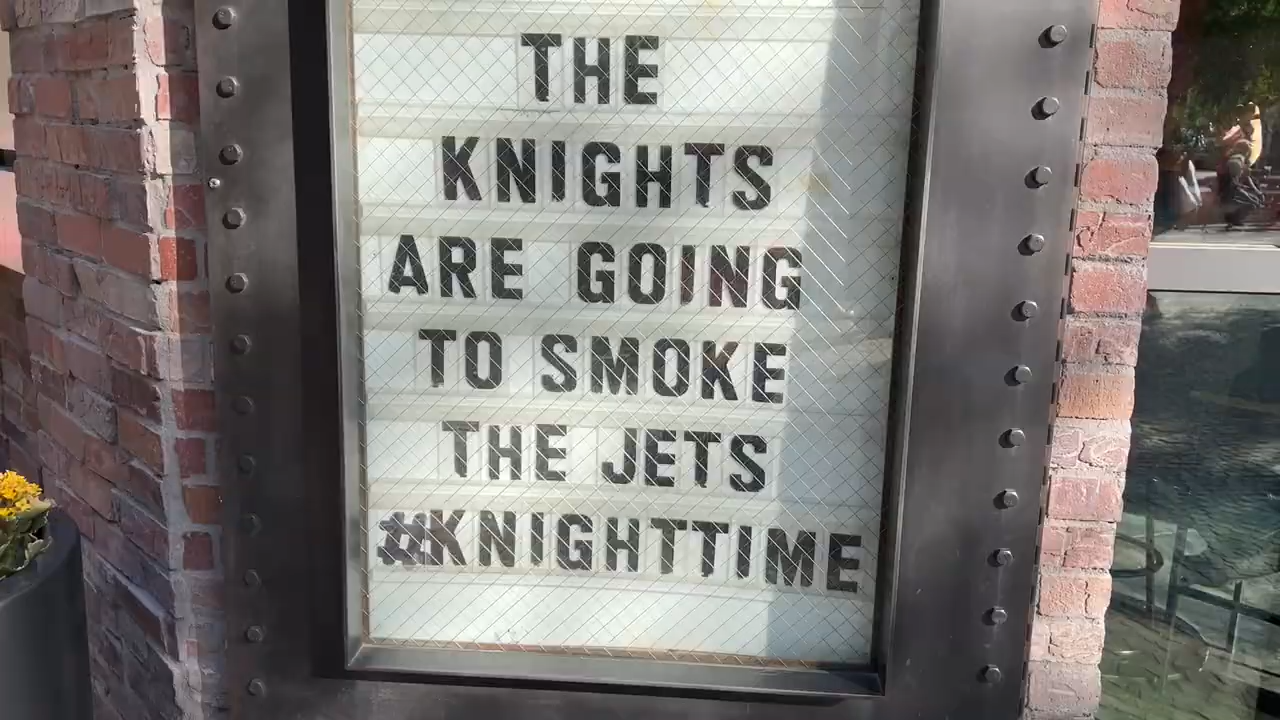 THE
KNIGHTS
ARE GOING
TO SMOKE
THE JETS
#KNIGHTTIME